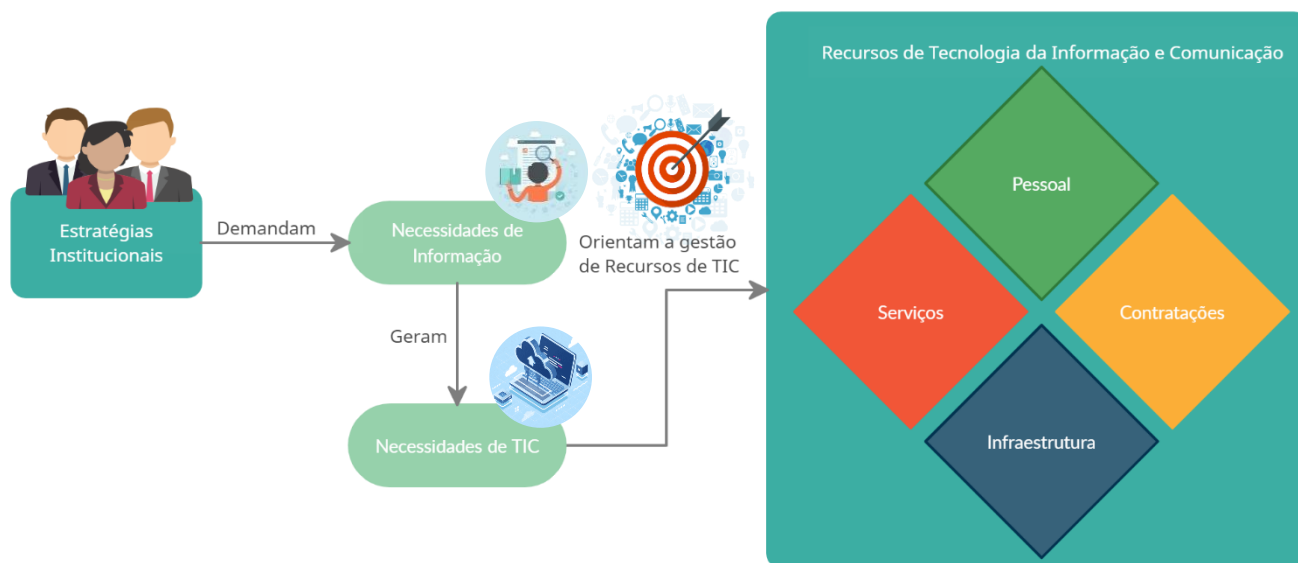 Estratégias
Institucionais
Demandam
Necessidades de
Informação
Geram
Necessidades de TIC
Orientam a gestão
de Recursos de TIC
Recursos de Tecnologia da Informação e Comunicação
Pessoal
Serviços
Contratações
Infraestrutura